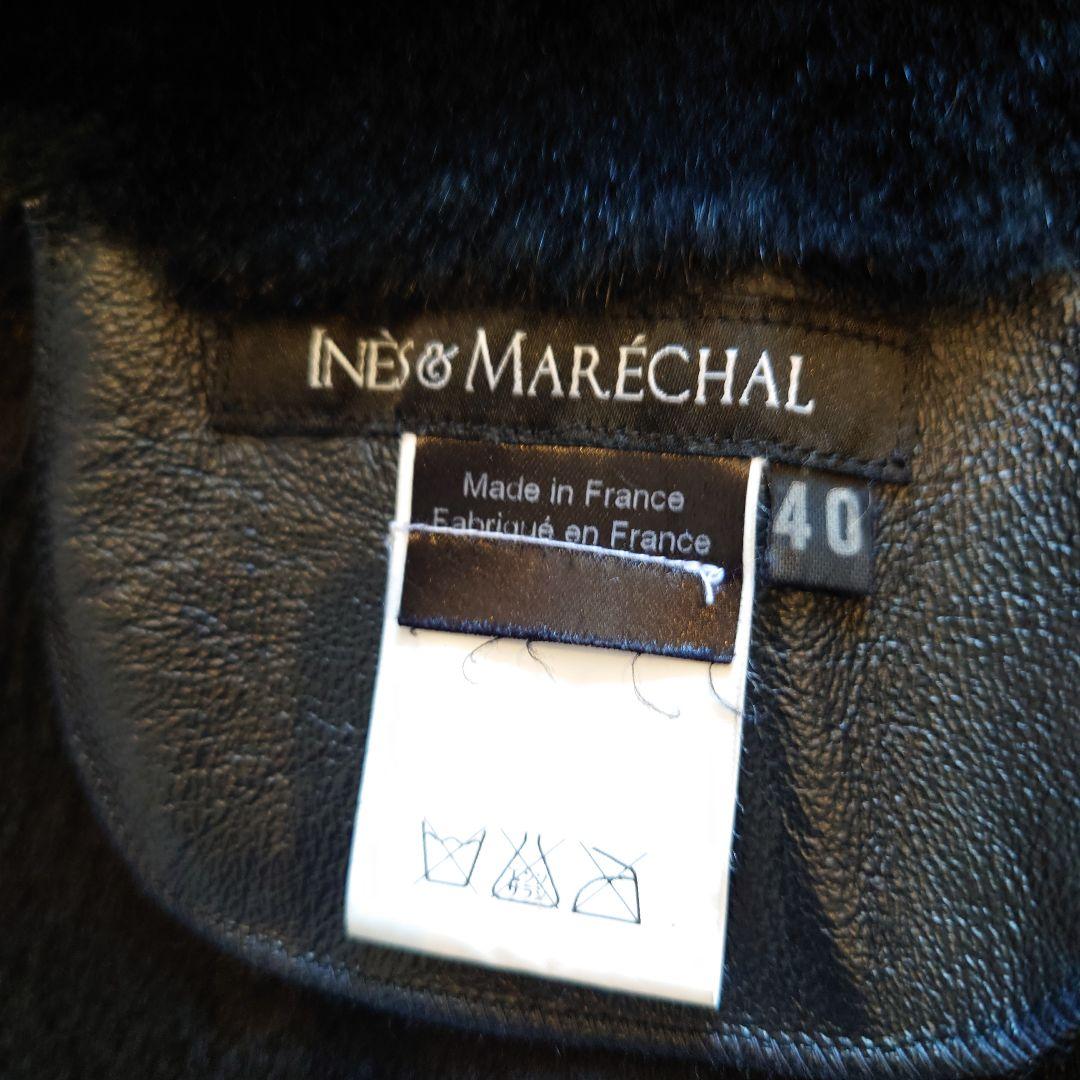 INÈS & MARÉCHAL
Made in France
Fabriqué en France
40